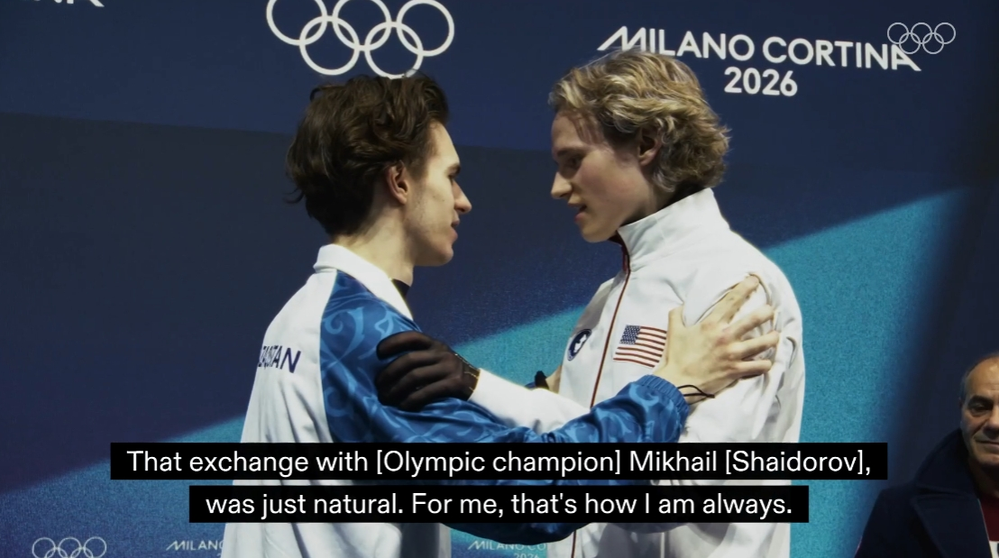 MILANO CORTINA
2026
That exchange with [Olympic champion] Mikhail [Shaidorov],
was just natural. For me, that's how I am always.